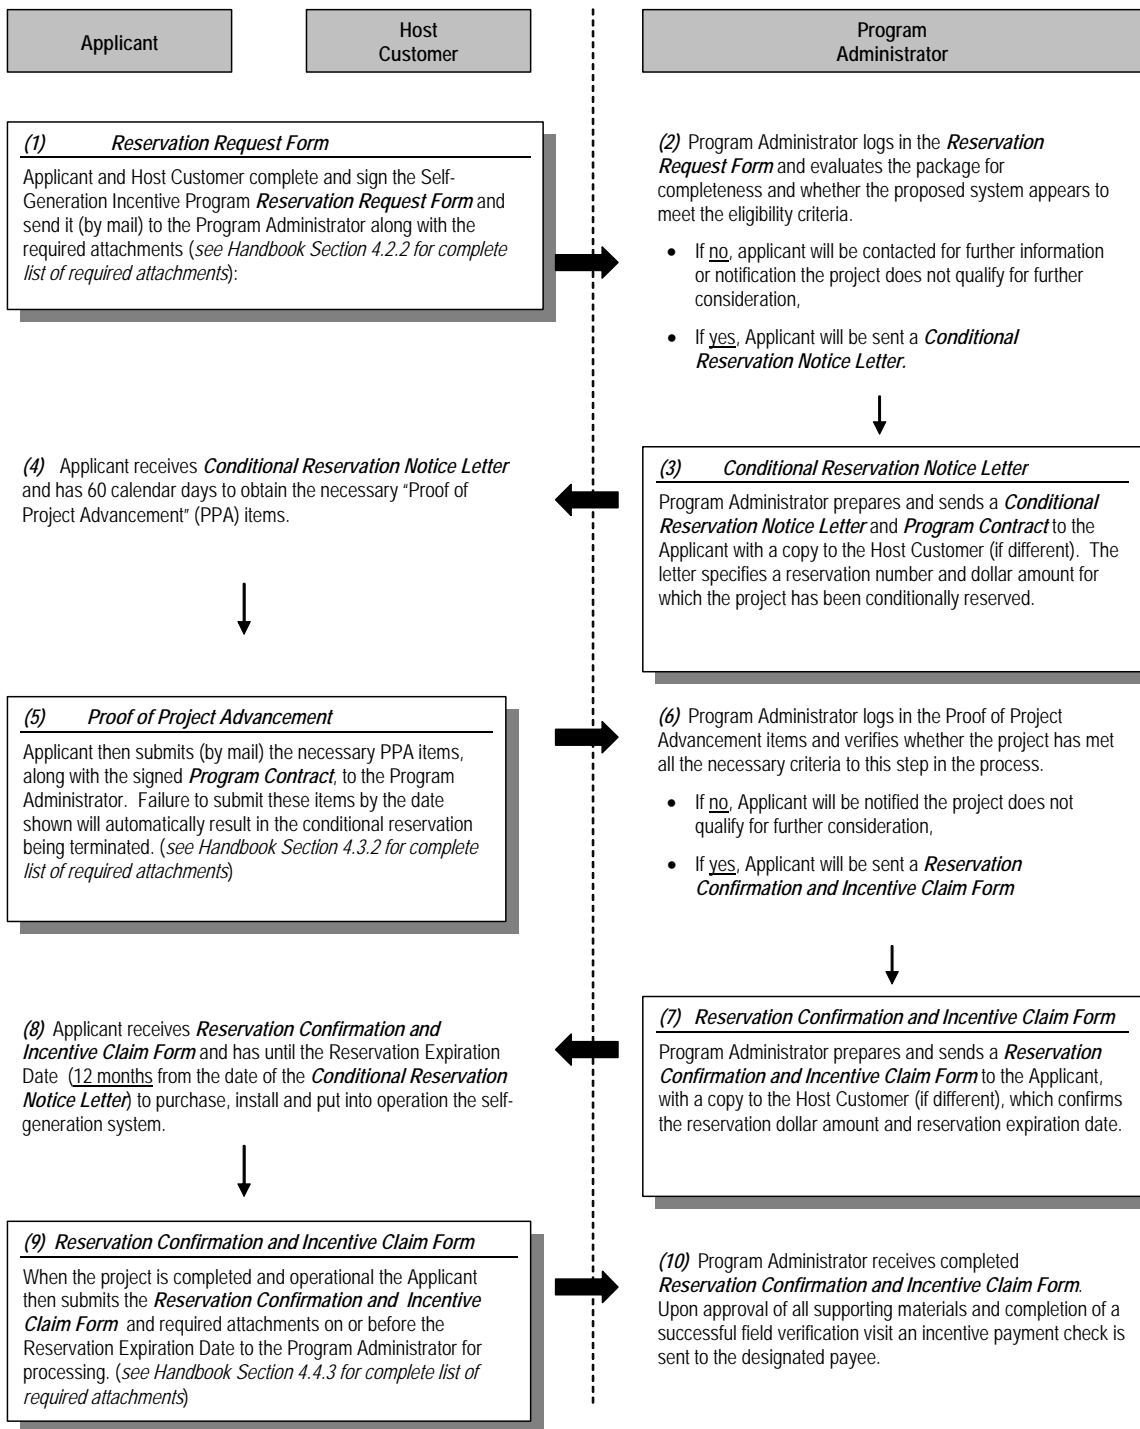 Applicant
Host
Customer
Program
Administrator
(1) Reservation Request Form
Applicant and Host Customer complete and sign the Self-
Generation Incentive Program Reservation Request Form and
send it (by mail) to the Program Administrator along with the
required attachments (see Handbook Section 4.2.2 for complete
list of required attachments):
(2) Program Administrator logs in the Reservation
Request Form and evaluates the package for
completeness and whether the proposed system appears to
meet the eligibility criteria.
• If no, applicant will be contacted for further information
or notification the project does not qualify for further
consideration,
• If yes, Applicant will be sent a Conditional
Reservation Notice Letter.
(3) Conditional Reservation Notice Letter
Program Administrator prepares and sends a Conditional
Reservation Notice Letter and Program Contract to the
Applicant with a copy to the Host Customer (if different). The
letter specifies a reservation number and dollar amount for
which the project has been conditionally reserved.
(4) Applicant receives Conditional Reservation Notice Letter
and has 60 calendar days to obtain the necessary "Proof of
Project Advancement" (PPA) items.
(5) Proof of Project Advancement
Applicant then submits (by mail) the necessary PPA items,
along with the signed Program Contract, to the Program
Administrator. Failure to submit these items by the date
shown will automatically result in the conditional reservation
being terminated. (see Handbook Section 4.3.2 for complete
list of required attachments)
(6) Program Administrator logs in the Proof of Project
Advancement items and verifies whether the project has met
all the necessary criteria to this step in the process.
• If no, Applicant will be notified the project does not
qualify for further consideration,
• If yes, Applicant will be sent a Reservation
Confirmation and Incentive Claim Form
(7) Reservation Confirmation and Incentive Claim Form
Program Administrator prepares and sends a Reservation
Confirmation and Incentive Claim Form to the Applicant,
with a copy to the Host Customer (if different), which confirms
the reservation dollar amount and reservation expiration date.
(8) Applicant receives Reservation Confirmation and
Incentive Claim Form and has until the Reservation Expiration
Date (12 months from the date of the Conditional Reservation
Notice Letter) to purchase, install and put into operation the self-
generation system.
(9) Reservation Confirmation and Incentive Claim Form
When the project is completed and operational the Applicant
then submits the Reservation Confirmation and Incentive
Claim Form and required attachments on or before the
Reservation Expiration Date to the Program Administrator for
processing. (see Handbook Section 4.4.3 for complete list of
required attachments)
(10) Program Administrator receives completed
Reservation Confirmation and Incentive Claim Form.
Upon approval of all supporting materials and completion of a
successful field verification visit an incentive payment check is
sent to the designated payee.